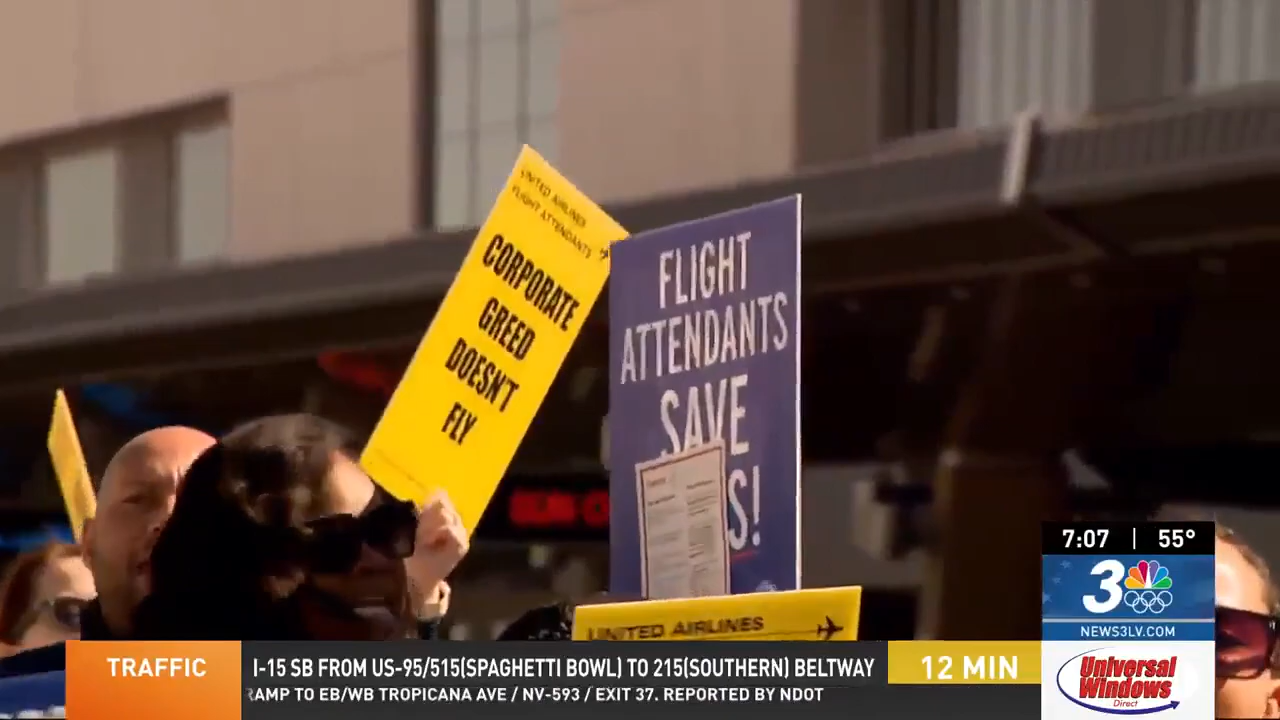 UNITED AIRLINES
FLIGHT ATTENDANTS
CORPORATE
GREED
DOESN'T
FLY
FLIGHT
ATTENDANTS
SAVE
S!
UNITED AIRLINES
7:07 | 55°
3
NEWS3LV.COM
TRAFFIC
I-15 SB FROM US-95/515(SPAGHETTI BOWL) TO 215(SOUTHERN) BELTWAY
12 MIN
RAMP TO EB/WB TROPICANA AVE / NV-593 / EXIT 37. REPORTED BY NDOT
Universal
Windows
Direct